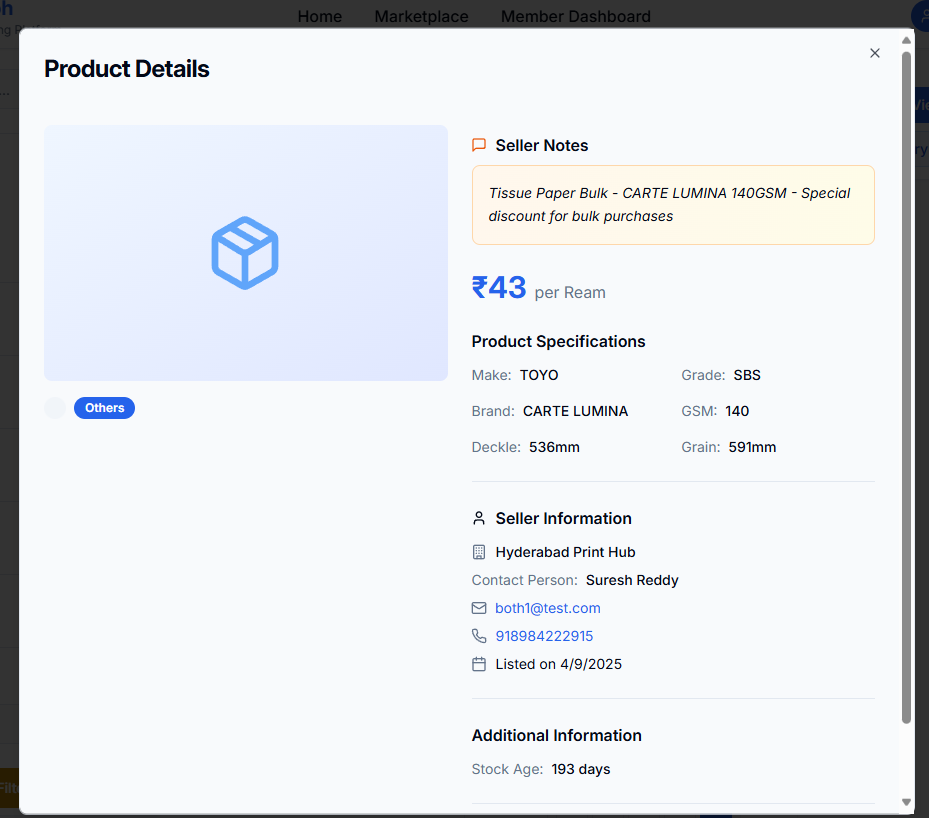 Home Marketplace Member Dashboard
Product Details
Seller Notes
Tissue Paper Bulk - CARTE LUMINA 140GSM - Special
discount for bulk purchases
₹43 per Ream
Product Specifications
Make: TOYO Grade: SBS
Brand: CARTE LUMINA GSM: 140
Deckle: 536mm Grain: 591mm
Others
Seller Information
Hyderabad Print Hub
Contact Person: Suresh Reddy
both1@test.com
918984222915
Listed on 4/9/2025
Additional Information
Stock Age: 193 days